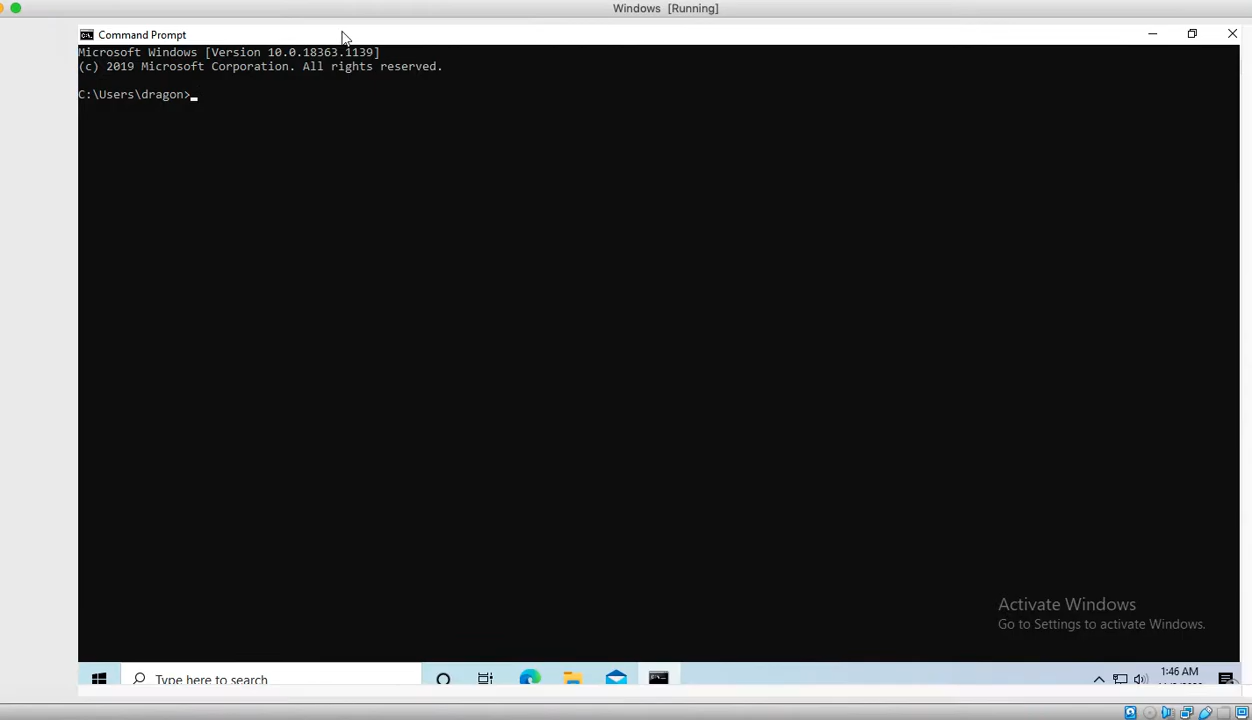 Windows [Running]
Command Prompt
Microsoft Windows [Version 10.0.18363.1139]
(c) 2019 Microsoft Corporation. All rights reserved.
C:\Users\dragon>_
Activate Windows
Go to Settings to activate Windows.
Type here to search
1:46 AM